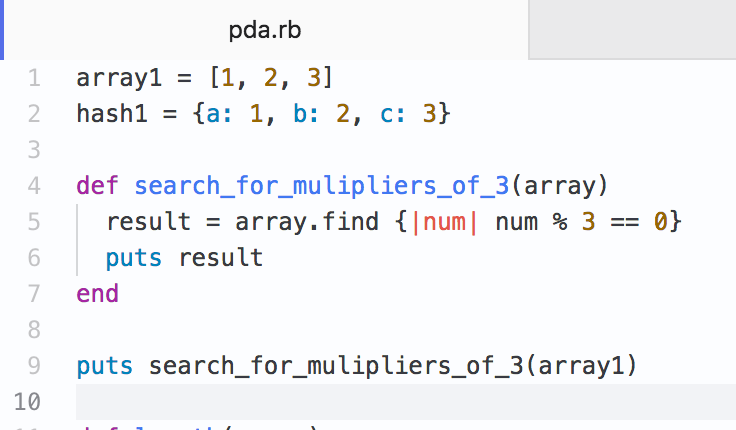 pda.rb
1 array1 = [1, 2, 3]
2 hash1 = {a: 1, b: 2, c: 3}
3
4 def search_for_mulipliers_of_3(array)
5 result = array.find {|num| num % 3 == 0}
6 puts result
7 end
8
9 puts search_for_mulipliers_of_3(array1)
10